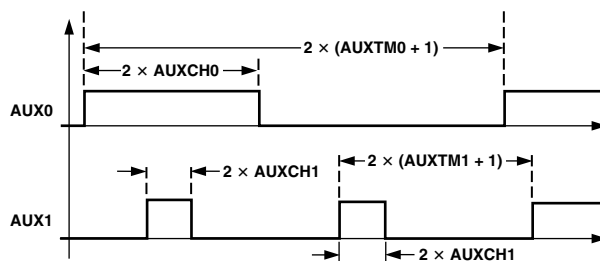 2 × (AUXTM0 + 1)
2 × AUXCH0
AUX0
2 × (AUXTM1 + 1)
2 × AUXCH1
AUX1
2 × AUXCH1